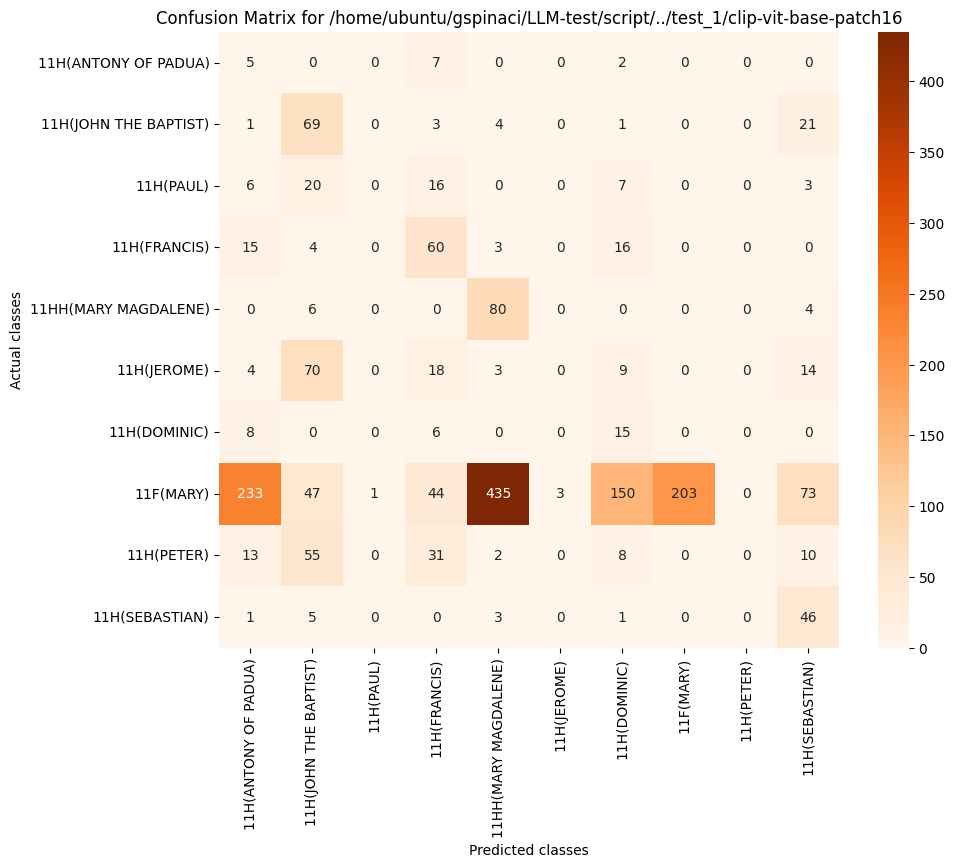 Confusion Matrix for /home/ubuntu/gspinaci/LLM-test/script/../test_1/clip-vit-base-patch16
11H(ANTONY OF PADUA) 5 0 0 7 0 0 2 0 0 0
11H(JOHN THE BAPTIST) 1 69 0 3 4 0 1 0 0 21
11H(PAUL) 6 20 0 16 0 0 7 0 0 3
11H(FRANCIS) 15 4 0 60 3 0 16 0 0 0
11HH(MARY MAGDALENE) 0 6 0 0 80 0 0 0 0 4
11H(JEROME) 4 70 0 18 3 0 9 0 0 14
11H(DOMINIC) 8 0 0 6 0 0 15 0 0 0
11F(MARY) 233 47 1 44 435 3 150 203 0 73
11H(PETER) 13 55 0 31 2 0 8 0 0 10
11H(SEBASTIAN) 1 5 0 0 3 0 1 0 0 46
Actual classes
11H(ANTONY OF PADUA)
11H(JOHN THE BAPTIST)
11H(PAUL)
11H(FRANCIS)
11HH(MARY MAGDALENE)
11H(JEROME)
11H(DOMINIC)
11F(MARY)
11H(PETER)
11H(SEBASTIAN)
Predicted classes
400
350
300
250
200
150
100
50
0